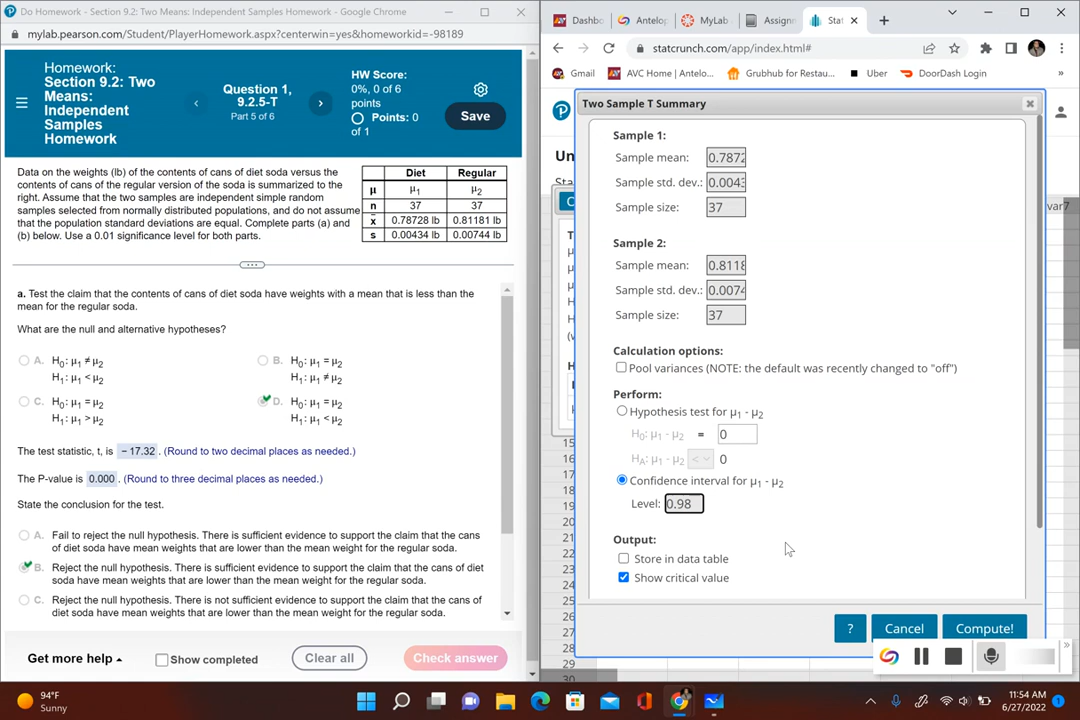 Do Homework - Section 9.2: Two Means: Independent Samples Homework - Google Chrome
mylab.pearson.com/Student/PlayerHomework.aspx?centerwin=yes&homeworkid=-98189
Homework:
Section 9.2: Two
Means:
Independent
Samples
Homework
Question 1,
9.2.5-T
Part 5 of 6
HW Score:
0%, 0 of 6
points
Points: 0
of 1
Save
Data on the weights (lb) of the contents of cans of diet soda versus the
contents of cans of the regular version of the soda is summarized to the
right. Assume that the two samples are independent simple random
samples selected from normally distributed populations, and do not assume
that the population standard deviations are equal. Complete parts (a) and
(b) below. Use a 0.01 significance level for both parts.
Diet Regular
μ μ1 μ2
n 37 37
x̄ 0.78728 lb 0.81181 lb
s 0.00434 lb 0.00744 lb
a. Test the claim that the contents of cans of diet soda have weights with a mean that is less than the
mean for the regular soda.
What are the null and alternative hypotheses?
A. H0: μ1 ≠ μ2
H1: μ1 < μ2
B. H0: μ1 = μ2
H1: μ1 ≠ μ2
C. H0: μ1 = μ2
H1: μ1 > μ2
D. H0: μ1 = μ2
H1: μ1 < μ2
The test statistic, t, is − 17.32 . (Round to two decimal places as needed.)
The P-value is 0.000 . (Round to three decimal places as needed.)
State the conclusion for the test.
A. Fail to reject the null hypothesis. There is sufficient evidence to support the claim that the cans
of diet soda have mean weights that are lower than the mean weight for the regular soda.
B. Reject the null hypothesis. There is sufficient evidence to support the claim that the cans of diet
soda have mean weights that are lower than the mean weight for the regular soda.
C. Reject the null hypothesis. There is not sufficient evidence to support the claim that the cans of
diet soda have mean weights that are lower than the mean weight for the regular soda.
Get more help
Show completed
Clear all
Check answer
Dashbo
Antelop
MyLab
Assignn
Stat
statcrunch.com/app/index.html#
Gmail
AVC Home | Antelo...
Grubhub for Restau...
Uber
DoorDash Login
»
Un
var7
Two Sample T Summary
Sample 1:
Sample mean: 0.7872
Sample std. dev.: 0.0043
Sample size: 37
Sample 2:
Sample mean: 0.8118
Sample std. dev.: 0.0074
Sample size: 37
Calculation options:
Pool variances (NOTE: the default was recently changed to "off")
Perform:
Hypothesis test for μ1 - μ2
H0: μ1 - μ2 = 0
HA: μ1 - μ2 < 0
Confidence interval for μ1 - μ2
Level: 0.98
Output:
Store in data table
Show critical value
? Cancel Compute!
15
16
17
18
19
20
21
22
23
24
25
26
27
28
29
30
94°F
Sunny
11:54 AM
6/27/2022